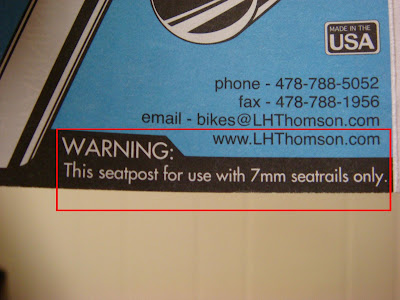 MADE IN THE
USA
phone - 478-788-5052
fax - 478-788-1956
email - bikes@LHThomson.com
www.LHThomson.com
WARNING:
This seatpost for use with 7mm seatrails only.